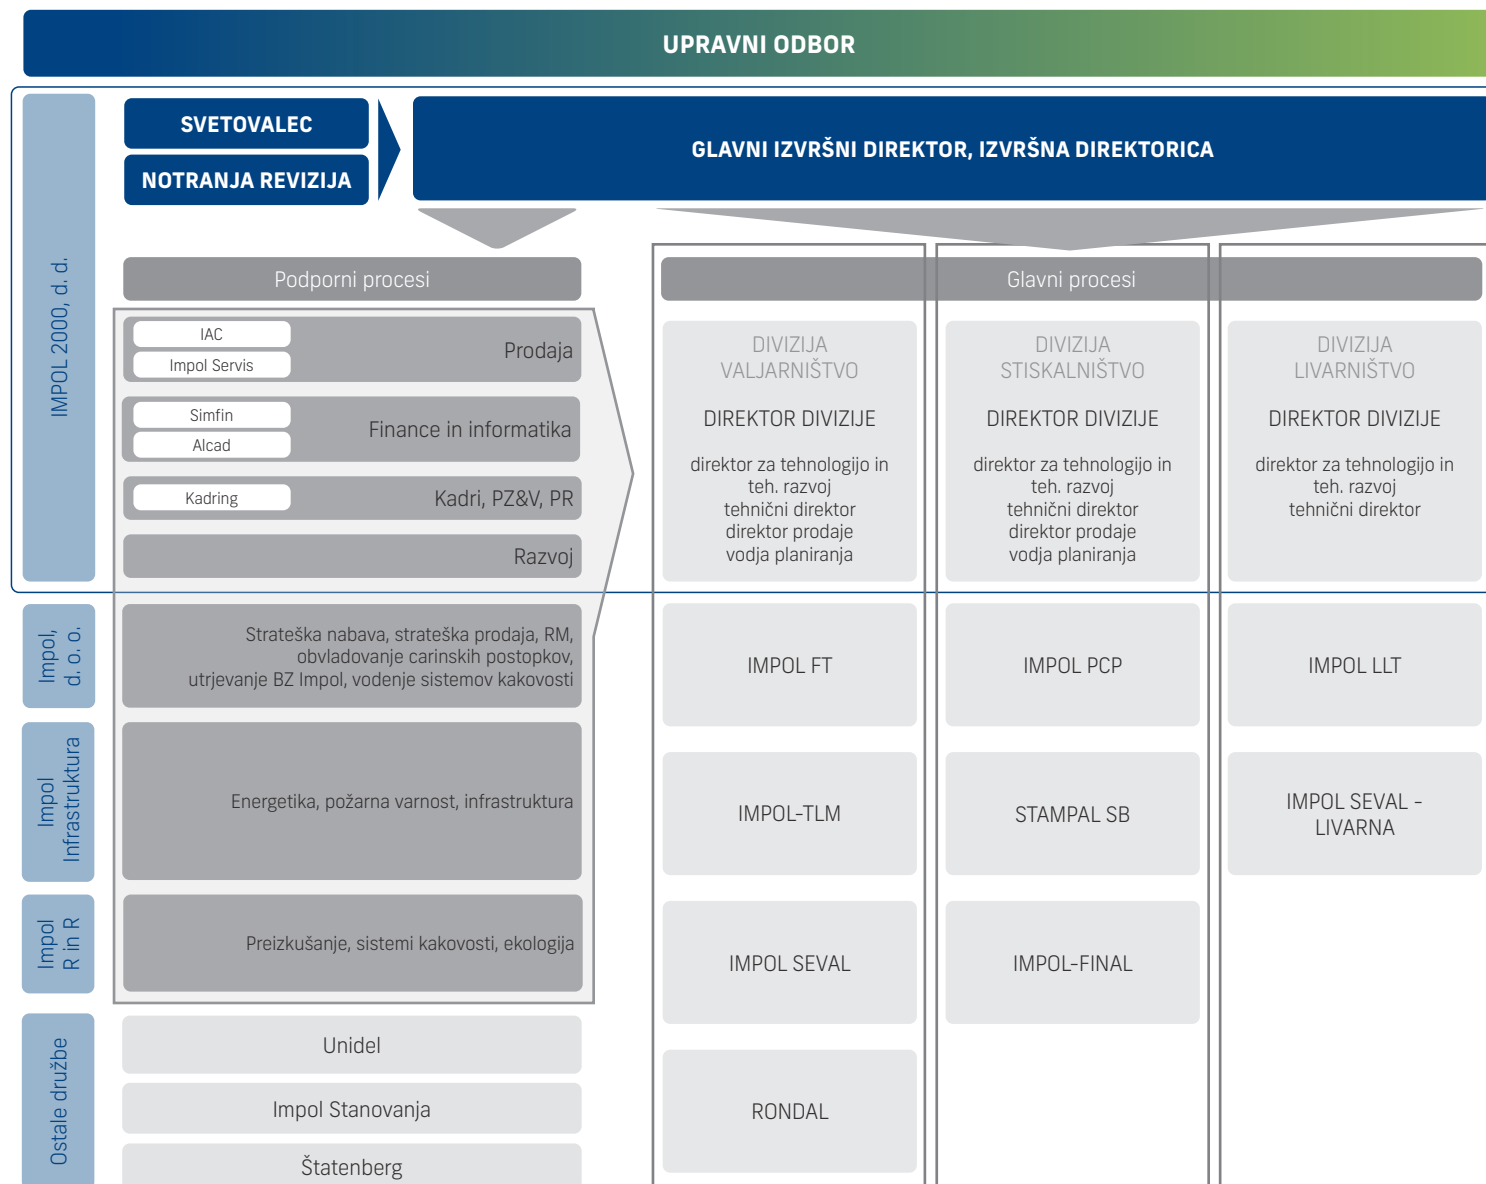 UPRAVNI ODBOR
SVETOVALEC
NOTRANJA REVIZIJA
GLAVNI IZVRŠNI DIREKTOR, IZVRŠNA DIREKTORICA
IMPOL 2000, d. d.
Podporni procesi
IAC
Impol Servis
Prodaja
Simfin
Alcad
Finance in informatika
Kadring
Kadri, PZ&V, PR
Razvoj
Glavni procesi
DIVIZIJA
VALJARNIŠTVO
DIREKTOR DIVIZIJE
direktor za tehnologijo in
teh. razvoj
tehnični direktor
direktor prodaje
vodja planiranja
DIVIZIJA
STISKALNIŠTVO
DIREKTOR DIVIZIJE
direktor za tehnologijo in
teh. razvoj
tehnični direktor
direktor prodaje
vodja planiranja
DIVIZIJA
LIVARNIŠTVO
DIREKTOR DIVIZIJE
direktor za tehnologijo in
teh. razvoj
tehnični direktor
Impol,
d. o. o.
Strateška nabava, strateška prodaja, RM,
obvladovanje carinskih postopkov,
utrjevanje BZ Impol, vodenje sistemov kakovosti
IMPOL FT
IMPOL PCP
IMPOL LLT
Impol
Infrastruktura
Energetika, požarna varnost, infrastruktura
IMPOL-TLM
STAMPAL SB
IMPOL SEVAL -
LIVARNA
Impol
R in R
Preizkušanje, sistemi kakovosti, ekologija
IMPOL SEVAL
IMPOL-FINAL
Ostale družbe
Unidel
Impol Stanovanja
Štatenberg
RONDAL